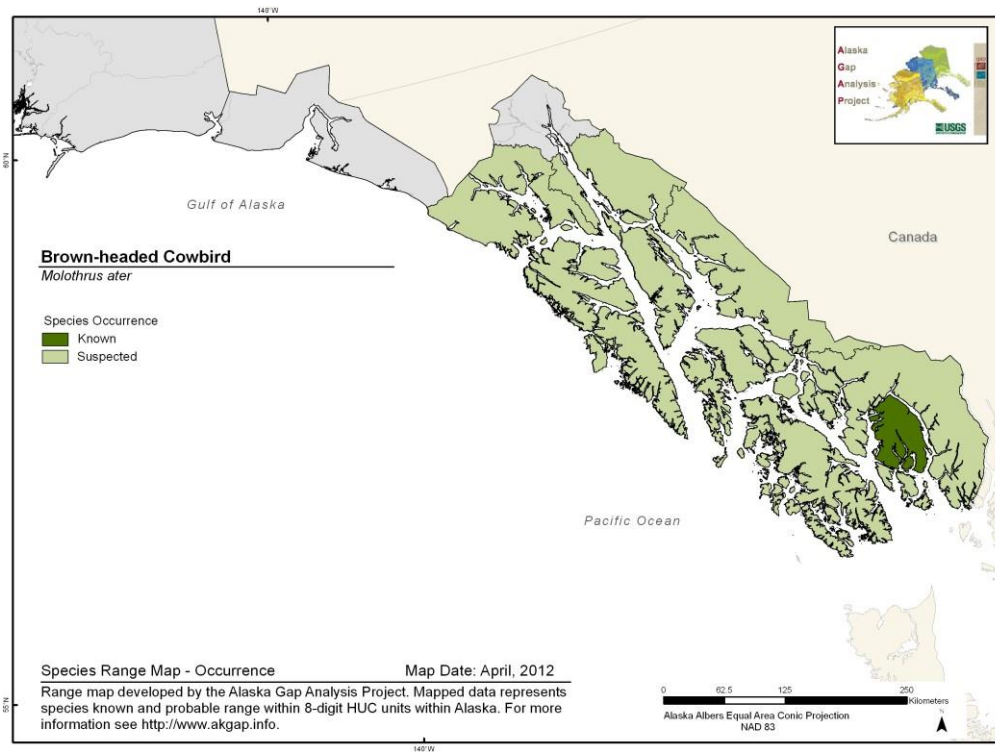 140°W
Alaska
Gap
Analysis
Project
USGS
60°N
Gulf of Alaska
Canada
Brown-headed Cowbird
Molothrus ater
Species Occurrence
Known
Suspected
Pacific Ocean
Species Range Map - Occurrence Map Date: April, 2012
Range map developed by the Alaska Gap Analysis Project. Mapped data represents
species known and probable range within 8-digit HUC units within Alaska. For more
information see http://www.akgap.info.
0 62.5 125 250
Kilometers
Alaska Albers Equal Area Conic Projection
NAD 83
N
55°N
140°W